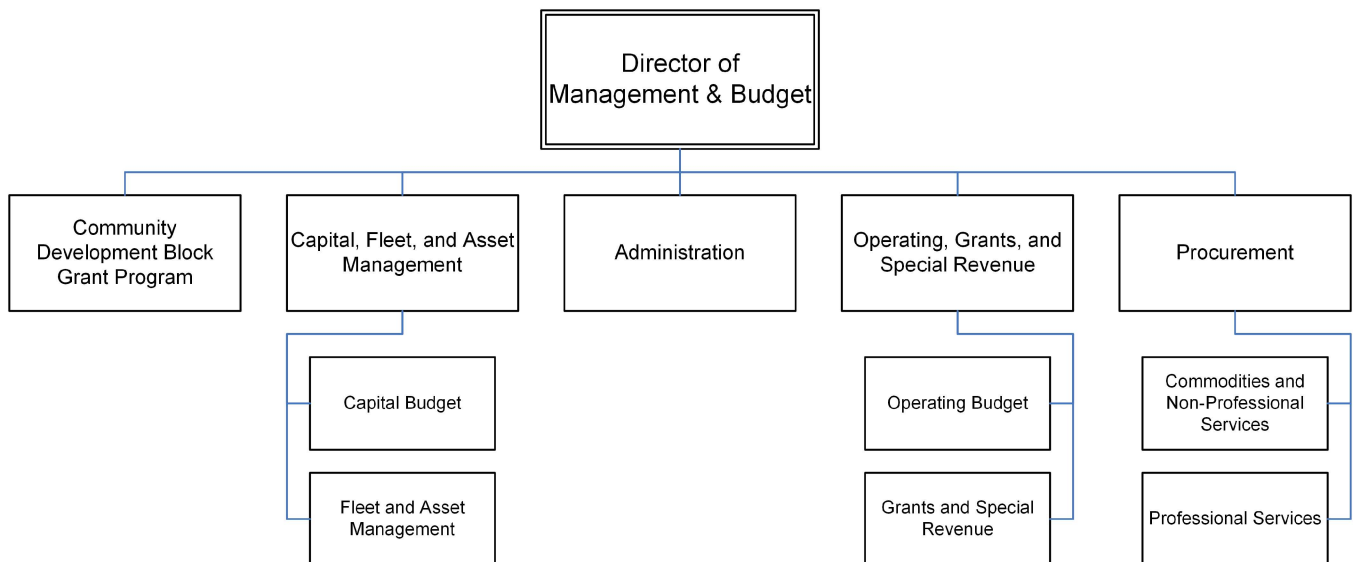 Director of
Management & Budget
Community
Development Block
Grant Program
Capital, Fleet, and Asset
Management
Administration
Operating, Grants, and
Special Revenue
Procurement
Capital Budget
Operating Budget
Commodities and
Non-Professional
Services
Fleet and Asset
Management
Grants and Special
Revenue
Professional Services